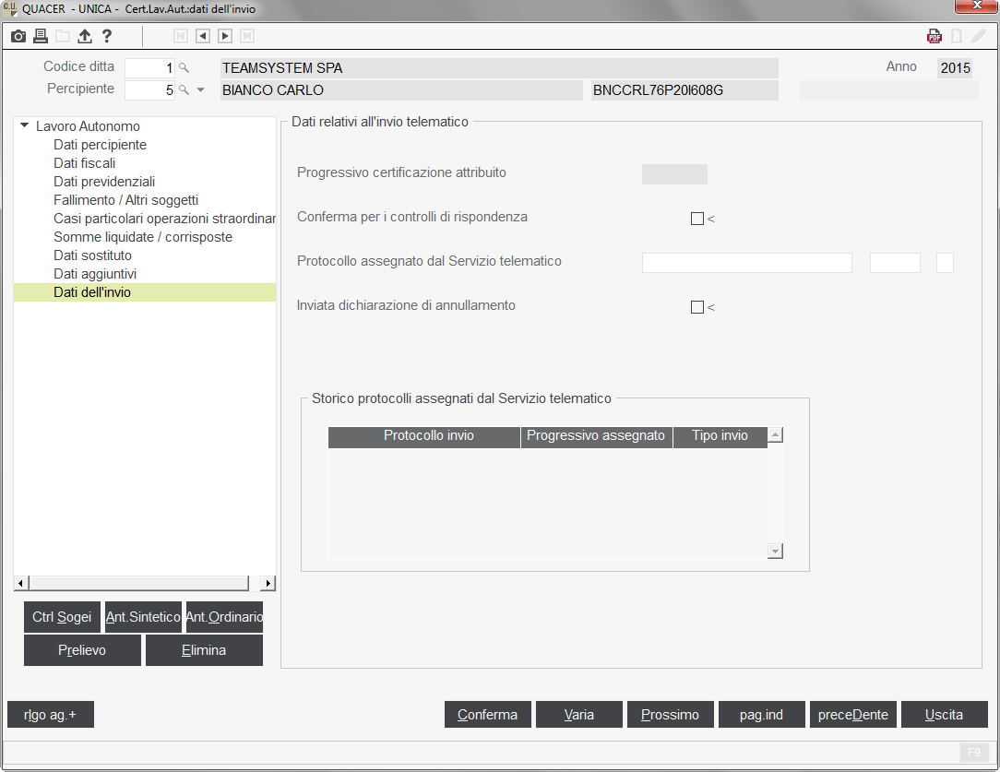 C.U. QUACER - UNICA - Cert.Lav.Aut.:dati dell'invio
?
PDF
Codice ditta 1 TEAMSYSTEM SPA Anno 2015
Percipiente 5 BIANCO CARLO BNCCRL76P20I608G
Lavoro Autonomo
Dati percipiente
Dati fiscali
Dati previdenziali
Fallimento / Altri soggetti
Casi particolari operazioni straordinar
Somme liquidate / corrisposte
Dati sostituto
Dati aggiuntivi
Dati dell'invio
Dati relativi all'invio telematico
Progressivo certificazione attribuito
Conferma per i controlli di rispondenza <
Protocollo assegnato dal Servizio telematico
Inviata dichiarazione di annullamento <
Storico protocolli assegnati dal Servizio telematico
Protocollo invio Progressivo assegnato Tipo invio
Ctrl Sogei Ant.Sintetico Ant.Ordinario
Prelievo Elimina
rIgo ag.+ Conferma Varia Prossimo pag.ind preceDente Uscita
F9